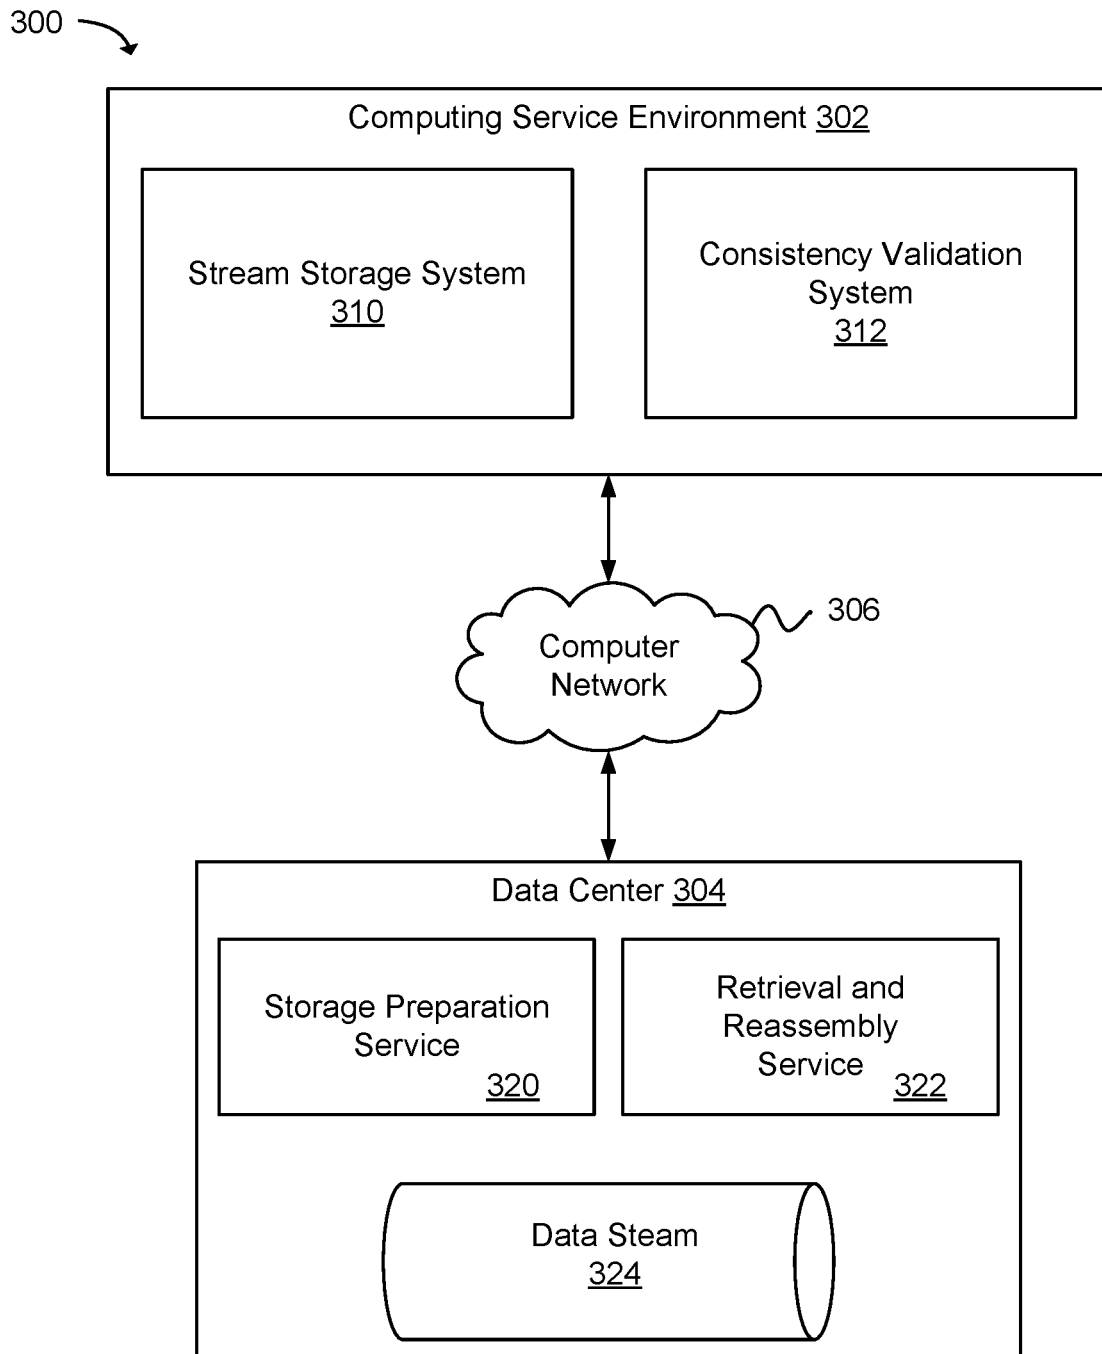 300
Computing Service Environment 302
Stream Storage System
310
Consistency Validation
System
312
306
Computer
Network
Data Center 304
Storage Preparation
Service
320
Retrieval and
Reassembly
Service
322
Data Steam
324